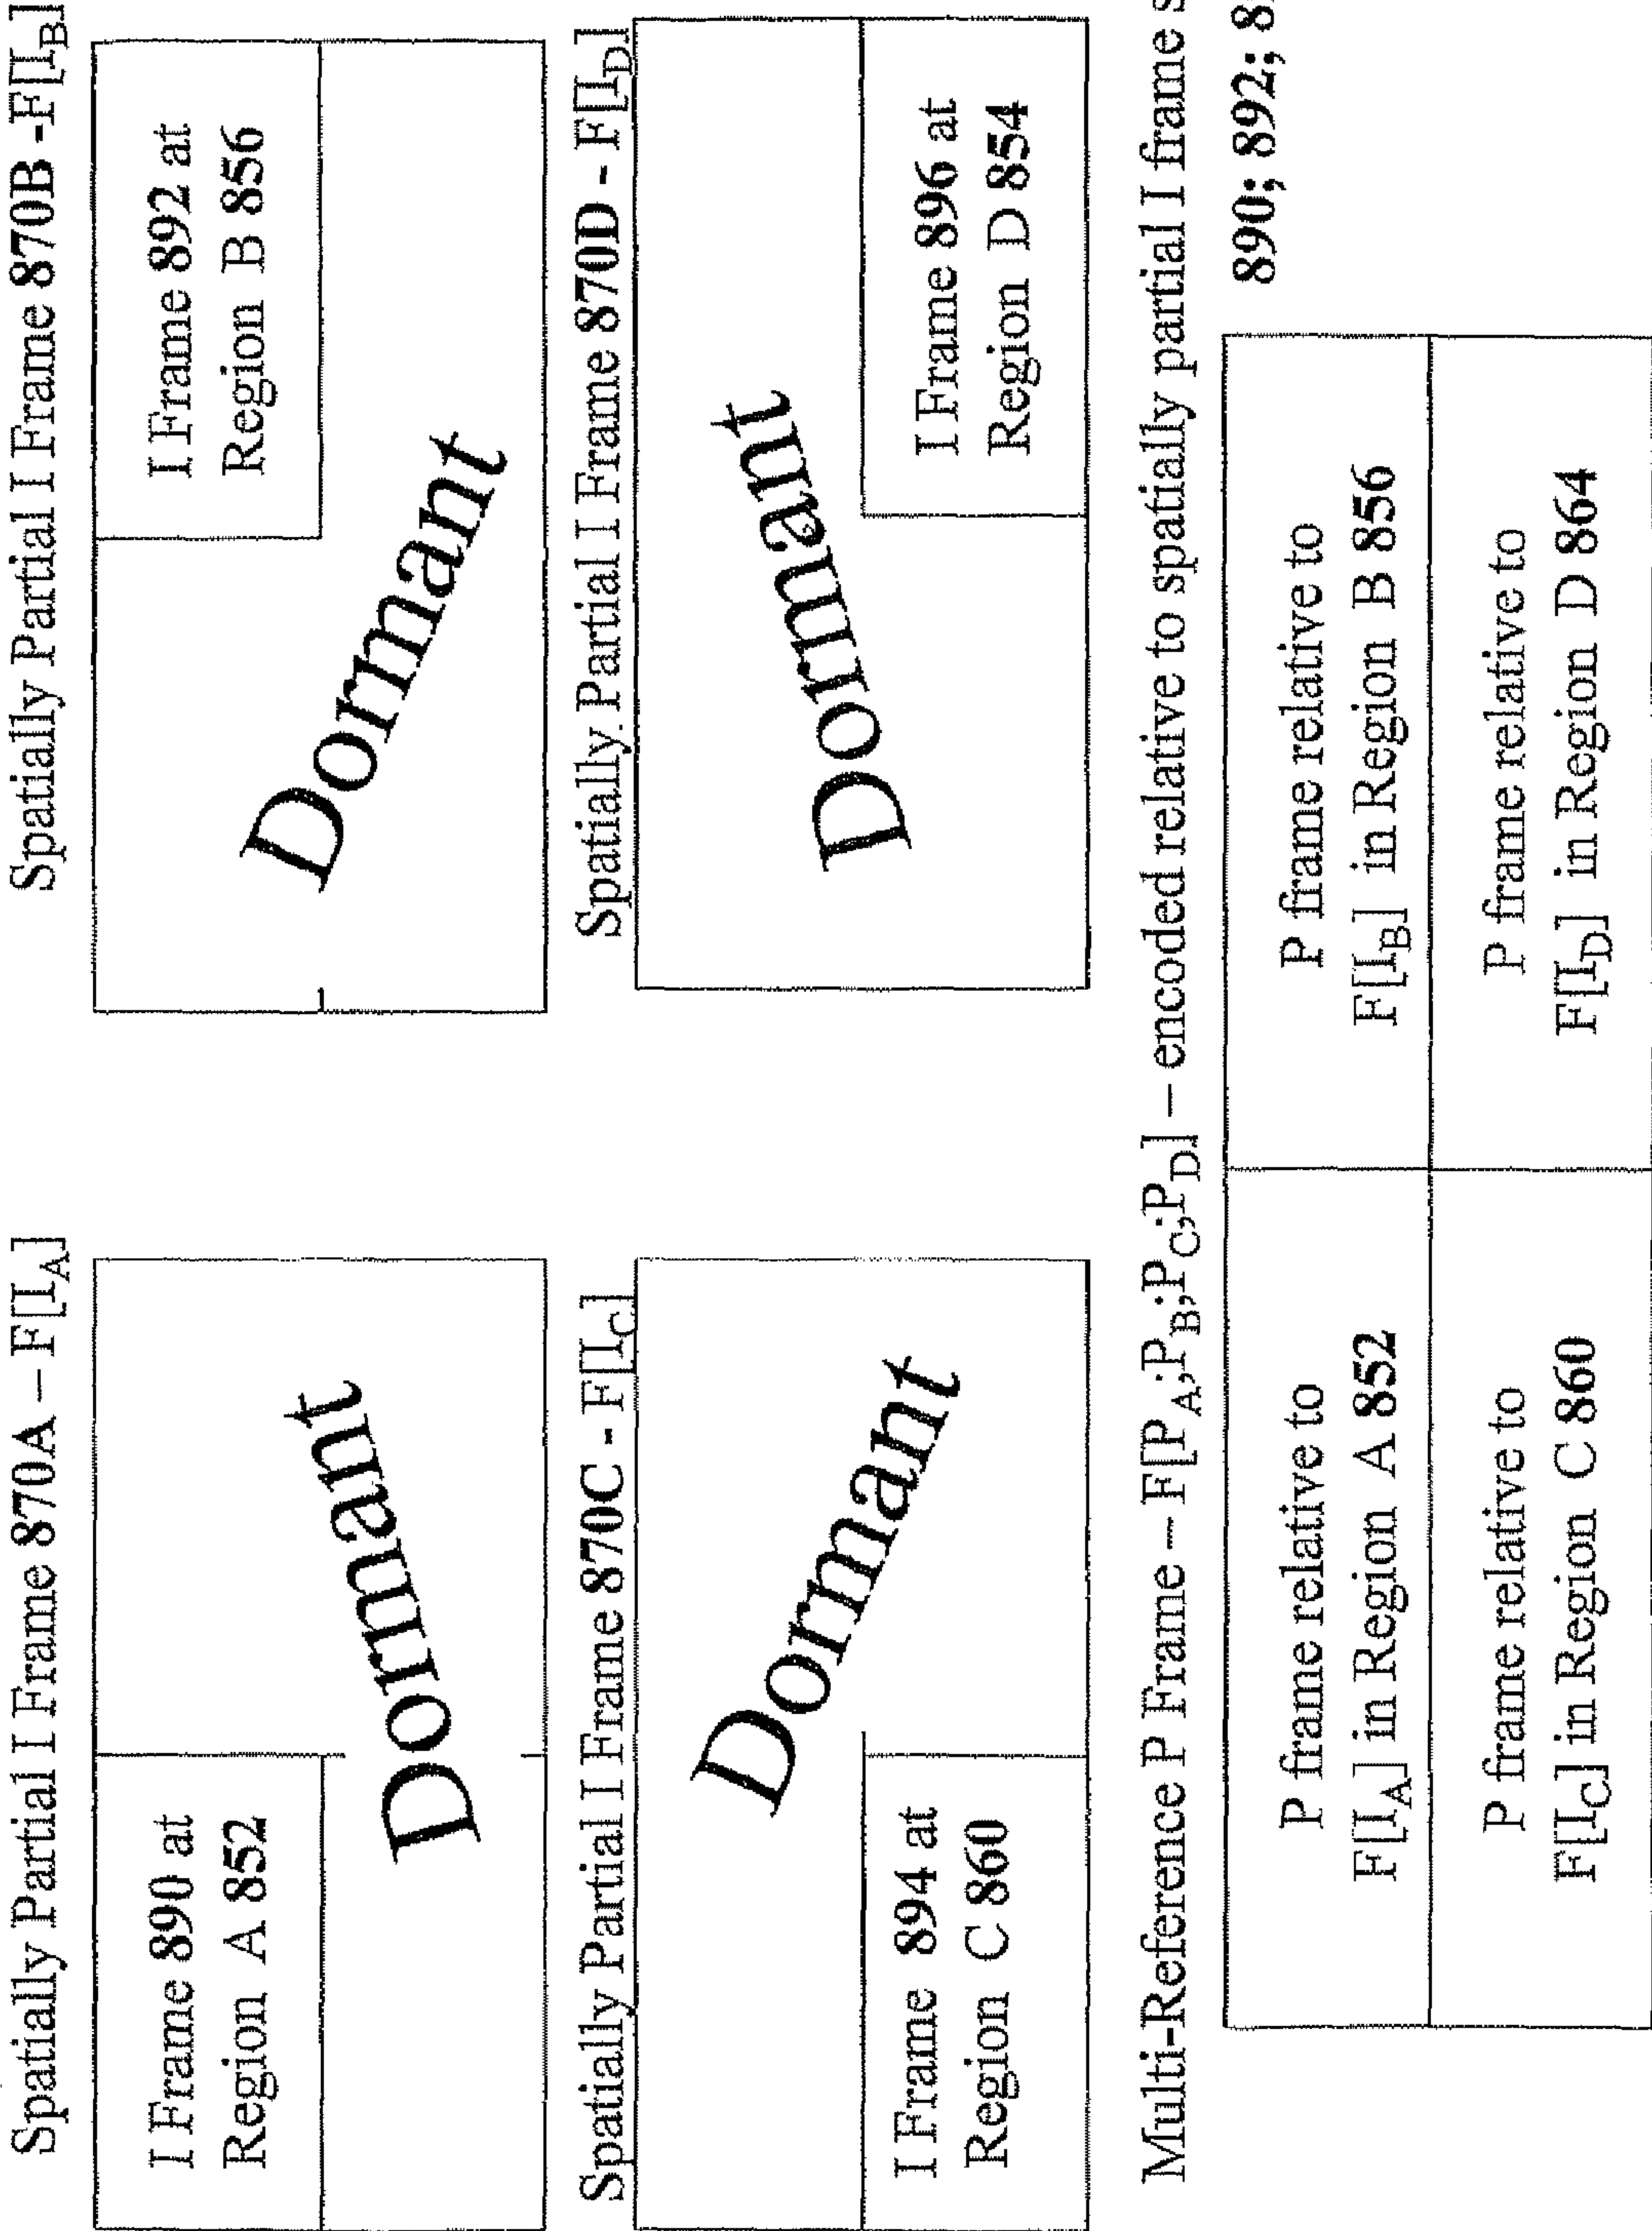 Spatially Partial I Frame 870A – F[I_A]
I Frame 890 at
Region A 852
Dormant
Spatially Partial I Frame 870B -F[I_B]
I Frame 892 at
Region B 856
Dormant
Spatially Partial I Frame 870C - F[I_C]
I Frame 894 at
Region C 860
Dormant
Spatially Partial I Frame 870D - F[I_D]
I Frame 896 at
Region D 854
Dormant
Multi-Reference P Frame – F[P_A;P_B;P_C;P_D] – encoded relative to spatially partial I frame s
890; 892; 8
P frame relative to
F[I_A] in Region A 852
P frame relative to
F[I_B] in Region B 856
P frame relative to
F[I_C] in Region C 860
P frame relative to
F[I_D] in Region D 864